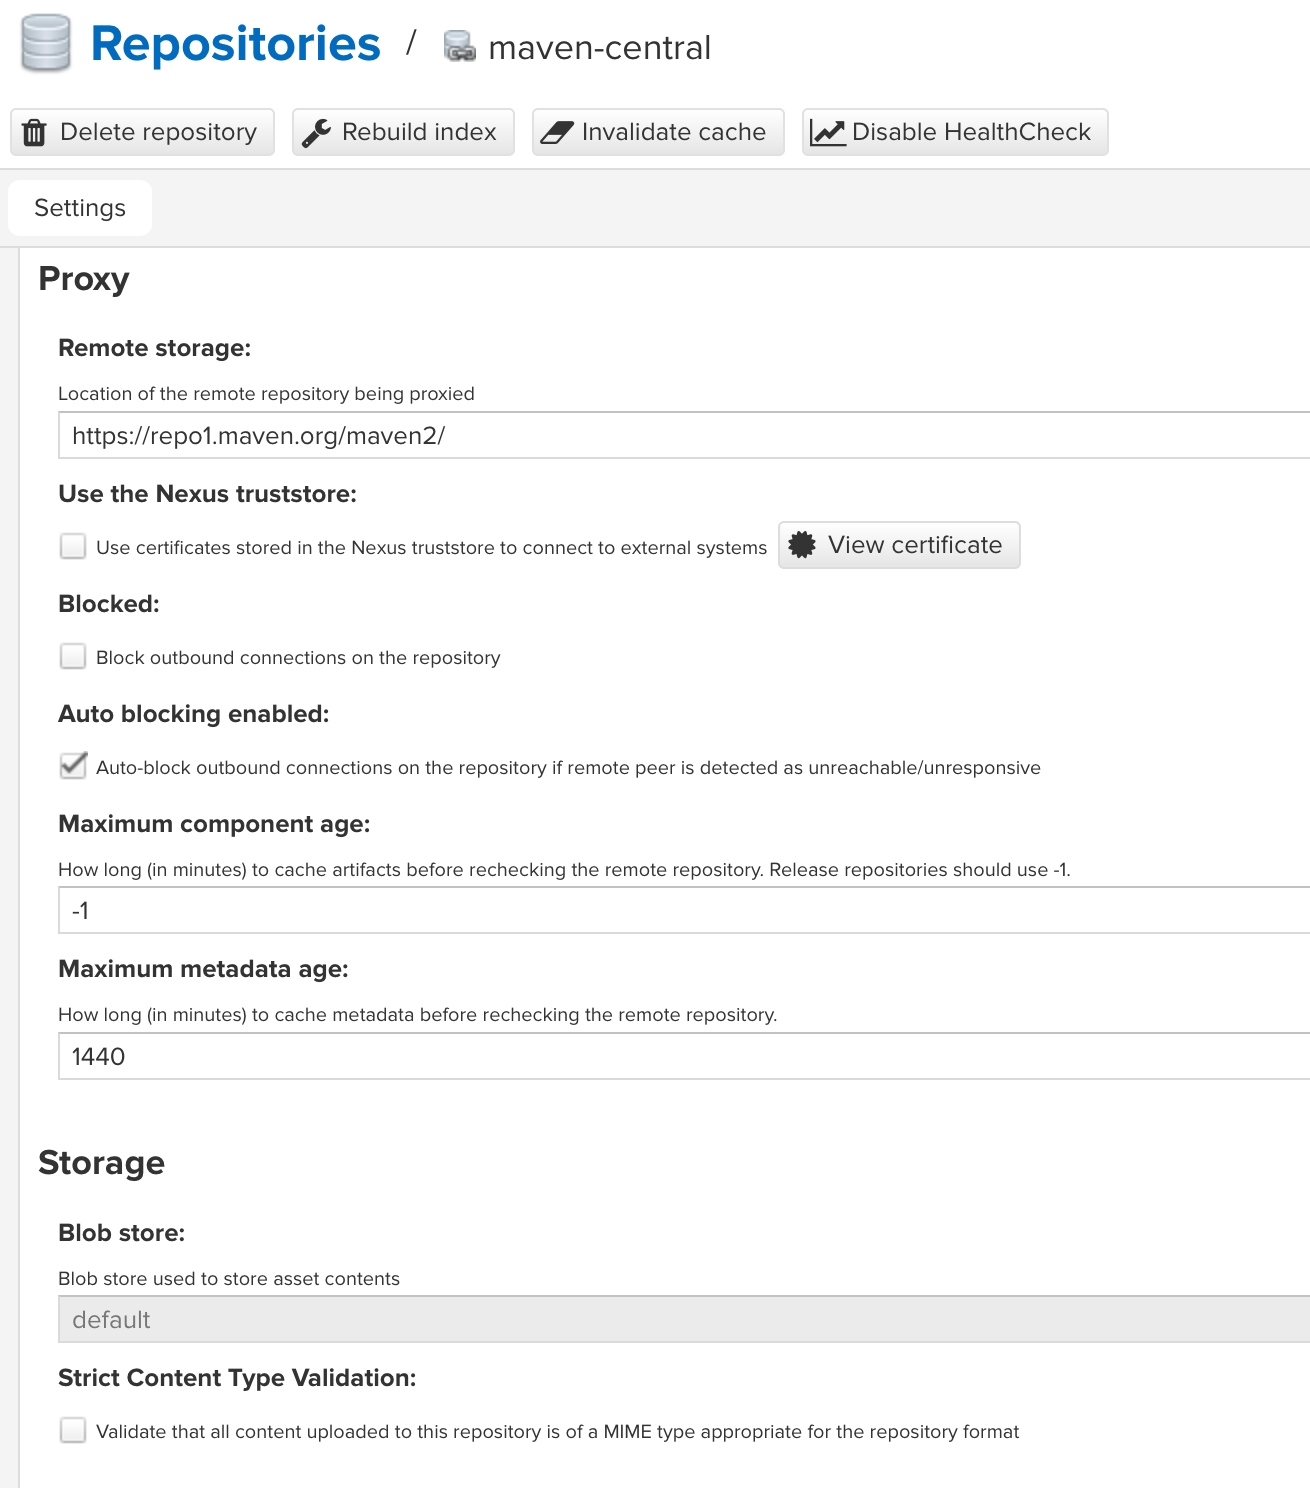 Repositories / maven-central
Delete repository Rebuild index Invalidate cache Disable HealthCheck
Settings
Proxy
Remote storage:
Location of the remote repository being proxied
https://repo1.maven.org/maven2/
Use the Nexus truststore:
Use certificates stored in the Nexus truststore to connect to external systems View certificate
Blocked:
Block outbound connections on the repository
Auto blocking enabled:
Auto-block outbound connections on the repository if remote peer is detected as unreachable/unresponsive
Maximum component age:
How long (in minutes) to cache artifacts before rechecking the remote repository. Release repositories should use -1.
-1
Maximum metadata age:
How long (in minutes) to cache metadata before rechecking the remote repository.
1440
Storage
Blob store:
Blob store used to store asset contents
default
Strict Content Type Validation:
Validate that all content uploaded to this repository is of a MIME type appropriate for the repository format